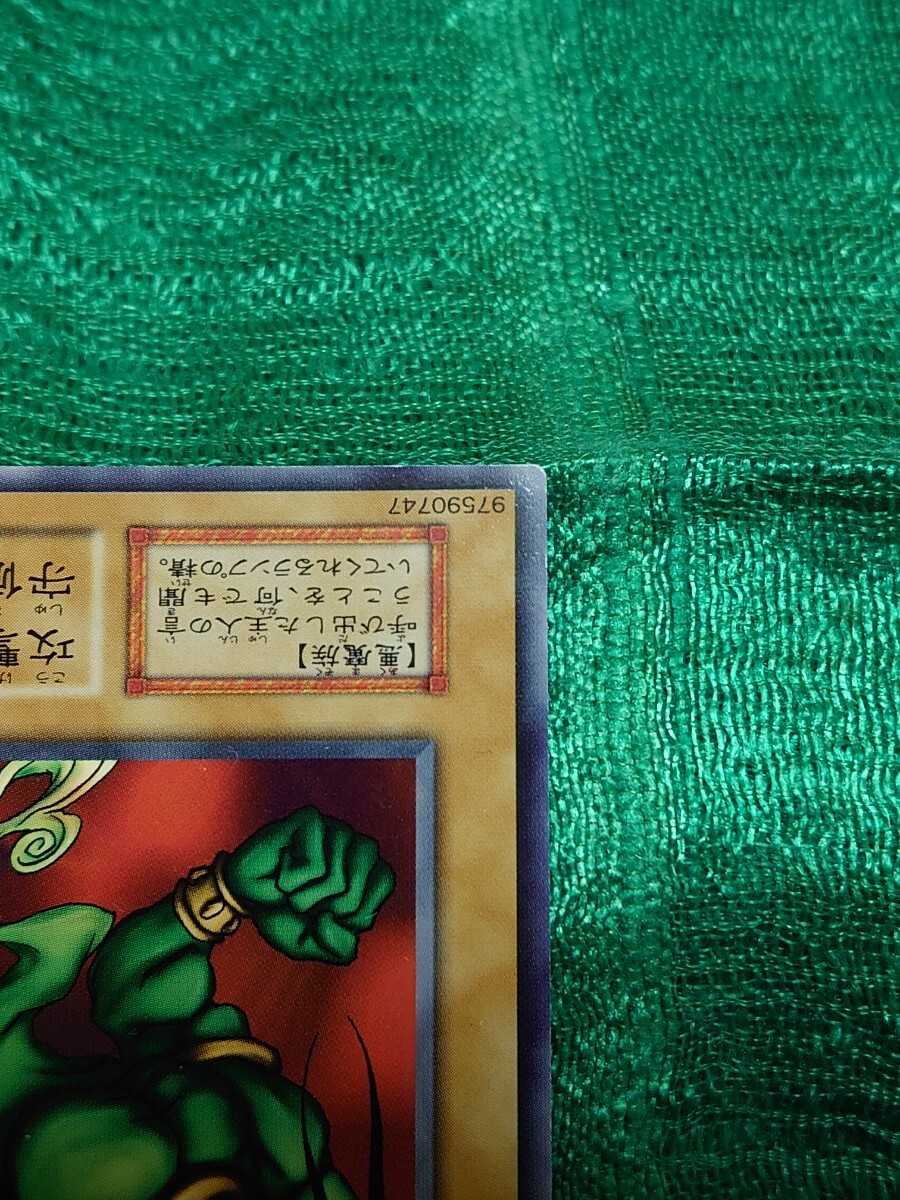 【悪魔族】
呼び出した主人の言
うことを、何でも聞
いてくれるランプの精。
攻撃
守備
97590747